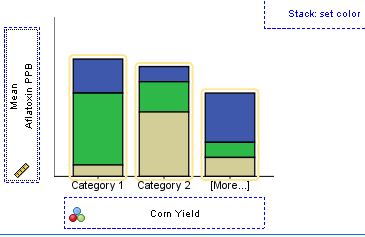 Stack: set color
Mean
Aflatoxin PPB
Category 1
Category 2
[More...]
Corn Yield